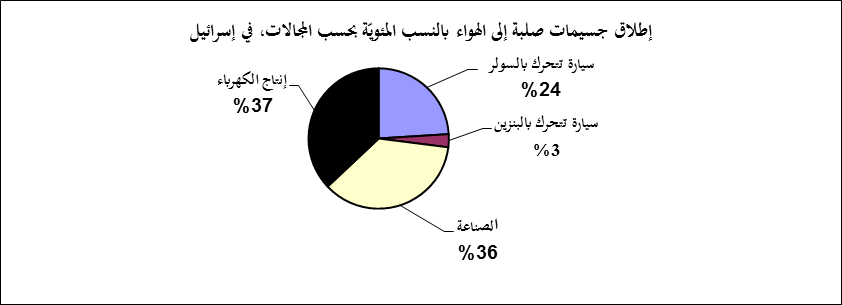 إطلاق جسيمات صلبة إلى الهواء بالنسب المئويّة بحسب المجالات، في إسرائيل
سيارة تتحرك بالسولر
%24
إنتاج الكهرباء
%37
سيارة تتحرك بالبنزين
%3
الصناعة
%36